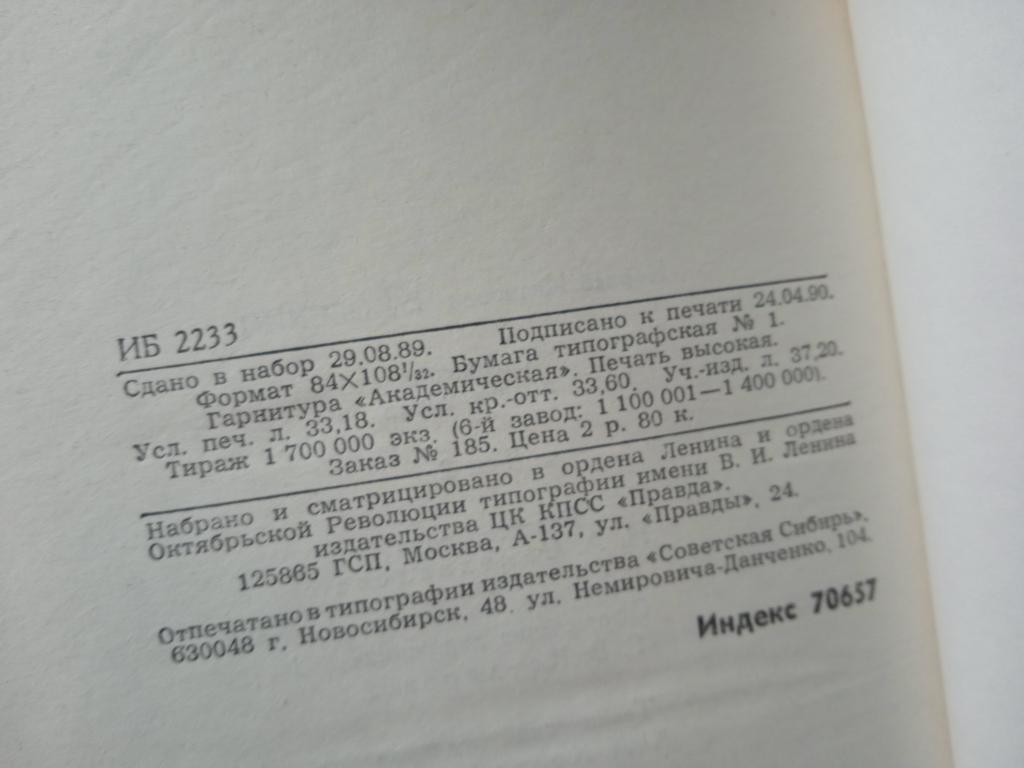 ИБ 2233
Сдано в набор 29.08.89. Подписано к печати 24.04.90.
Формат 84×108¹/₃₂. Бумага типографская № 1.
Гарнитура «Академическая». Печать высокая.
Усл. печ. л. 33,18. Усл. кр.-отт. 33,60. Уч.-изд. л. 37,20.
Тираж 1 700 000 экз. (6-й завод: 1 100 001—1 400 000).
Заказ № 185. Цена 2 р. 80 к.
Набрано и сматрицировано в ордена Ленина и ордена
Октябрьской Революции типографии имени В. И. Ленина
издательства ЦК КПСС «Правда».
125865 ГСП, Москва, А-137, ул. «Правды», 24.
Отпечатано в типографии издательства «Советская Сибирь».
630048 г, Новосибирск, 48. ул. Немировича-Данченко, 104.
Индекс 70657